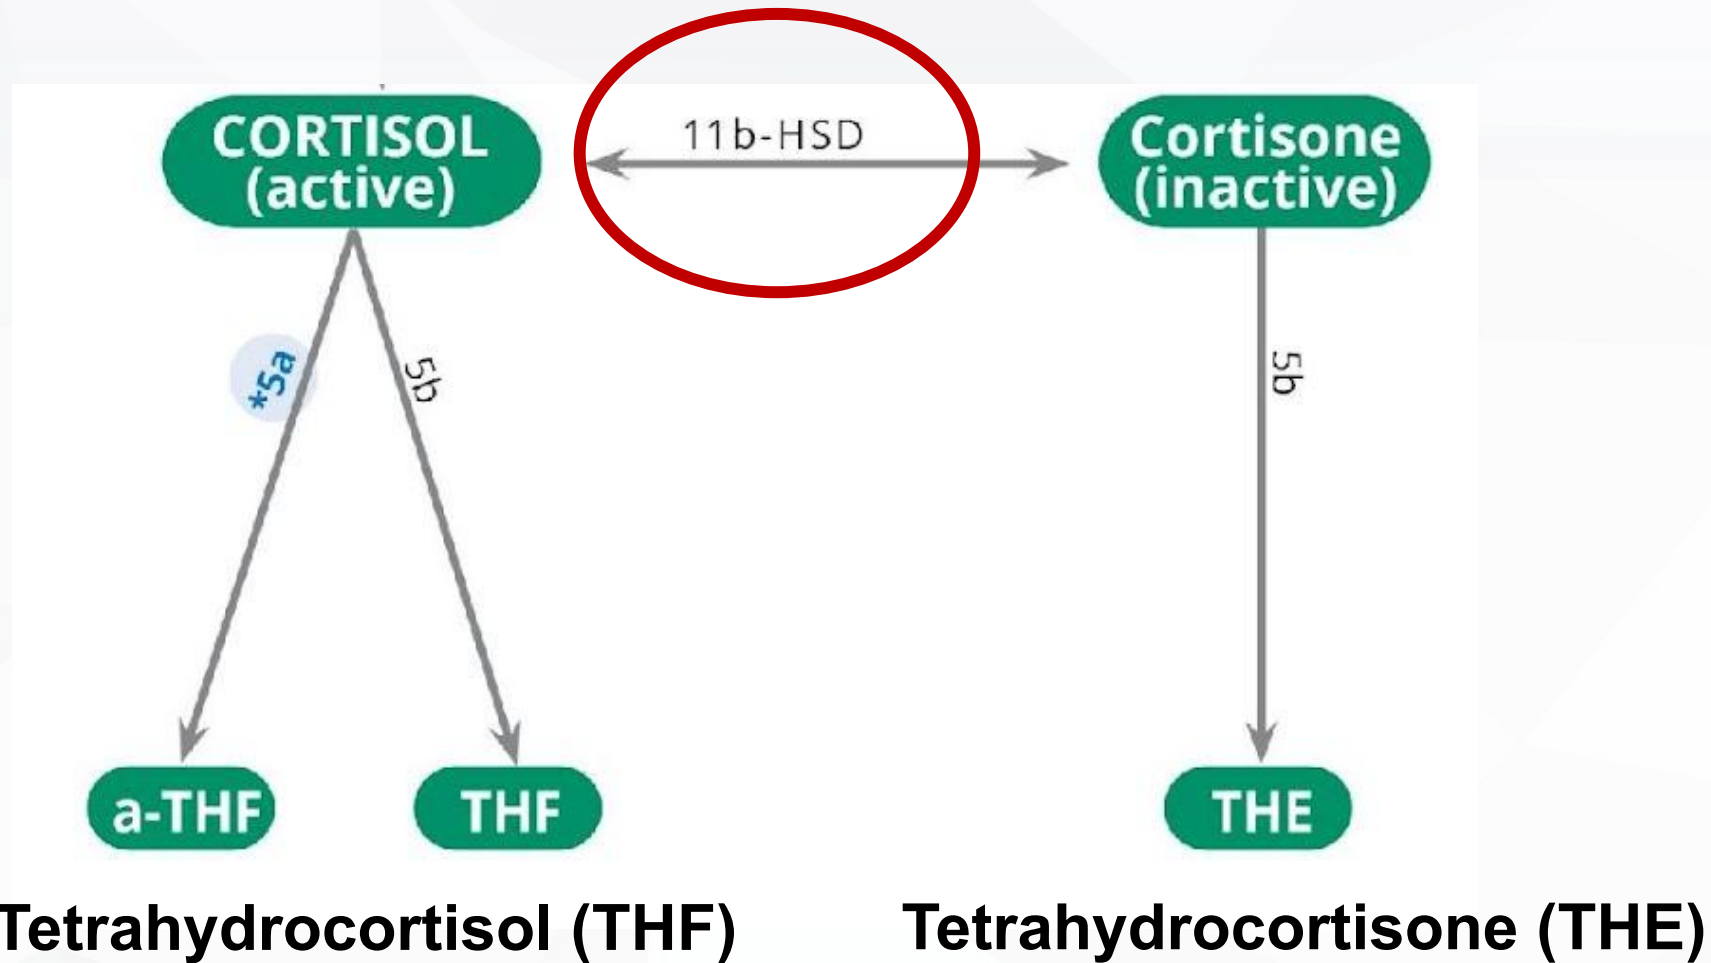 CORTISOL
(active)
11b-HSD
Cortisone
(inactive)
*5a
5b
5b
a-THF
THF
THE
Tetrahydrocortisol (THF)
Tetrahydrocortisone (THE)